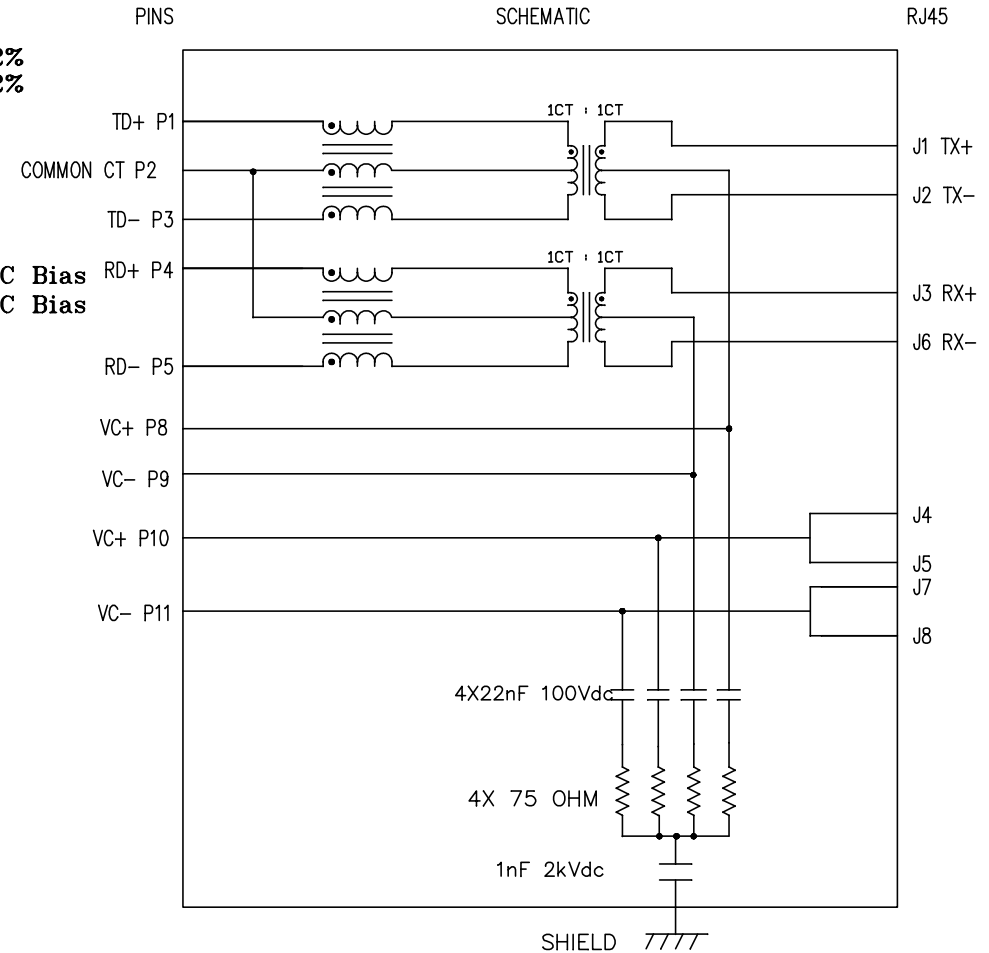 PINS SCHEMATIC RJ45
2%
2%
1CT : 1CT
TD+ P1
J1 TX+
COMMON CT P2
J2 TX-
TD- P3
1CT : 1CT
C Bias RD+ P4
J3 RX+
C Bias
J6 RX-
RD- P5
VC+ P8
VC- P9
J4
VC+ P10
J5
J7
VC- P11
J8
4X22nF 100Vdc
4X 75 OHM
1nF 2kVdc
SHIELD